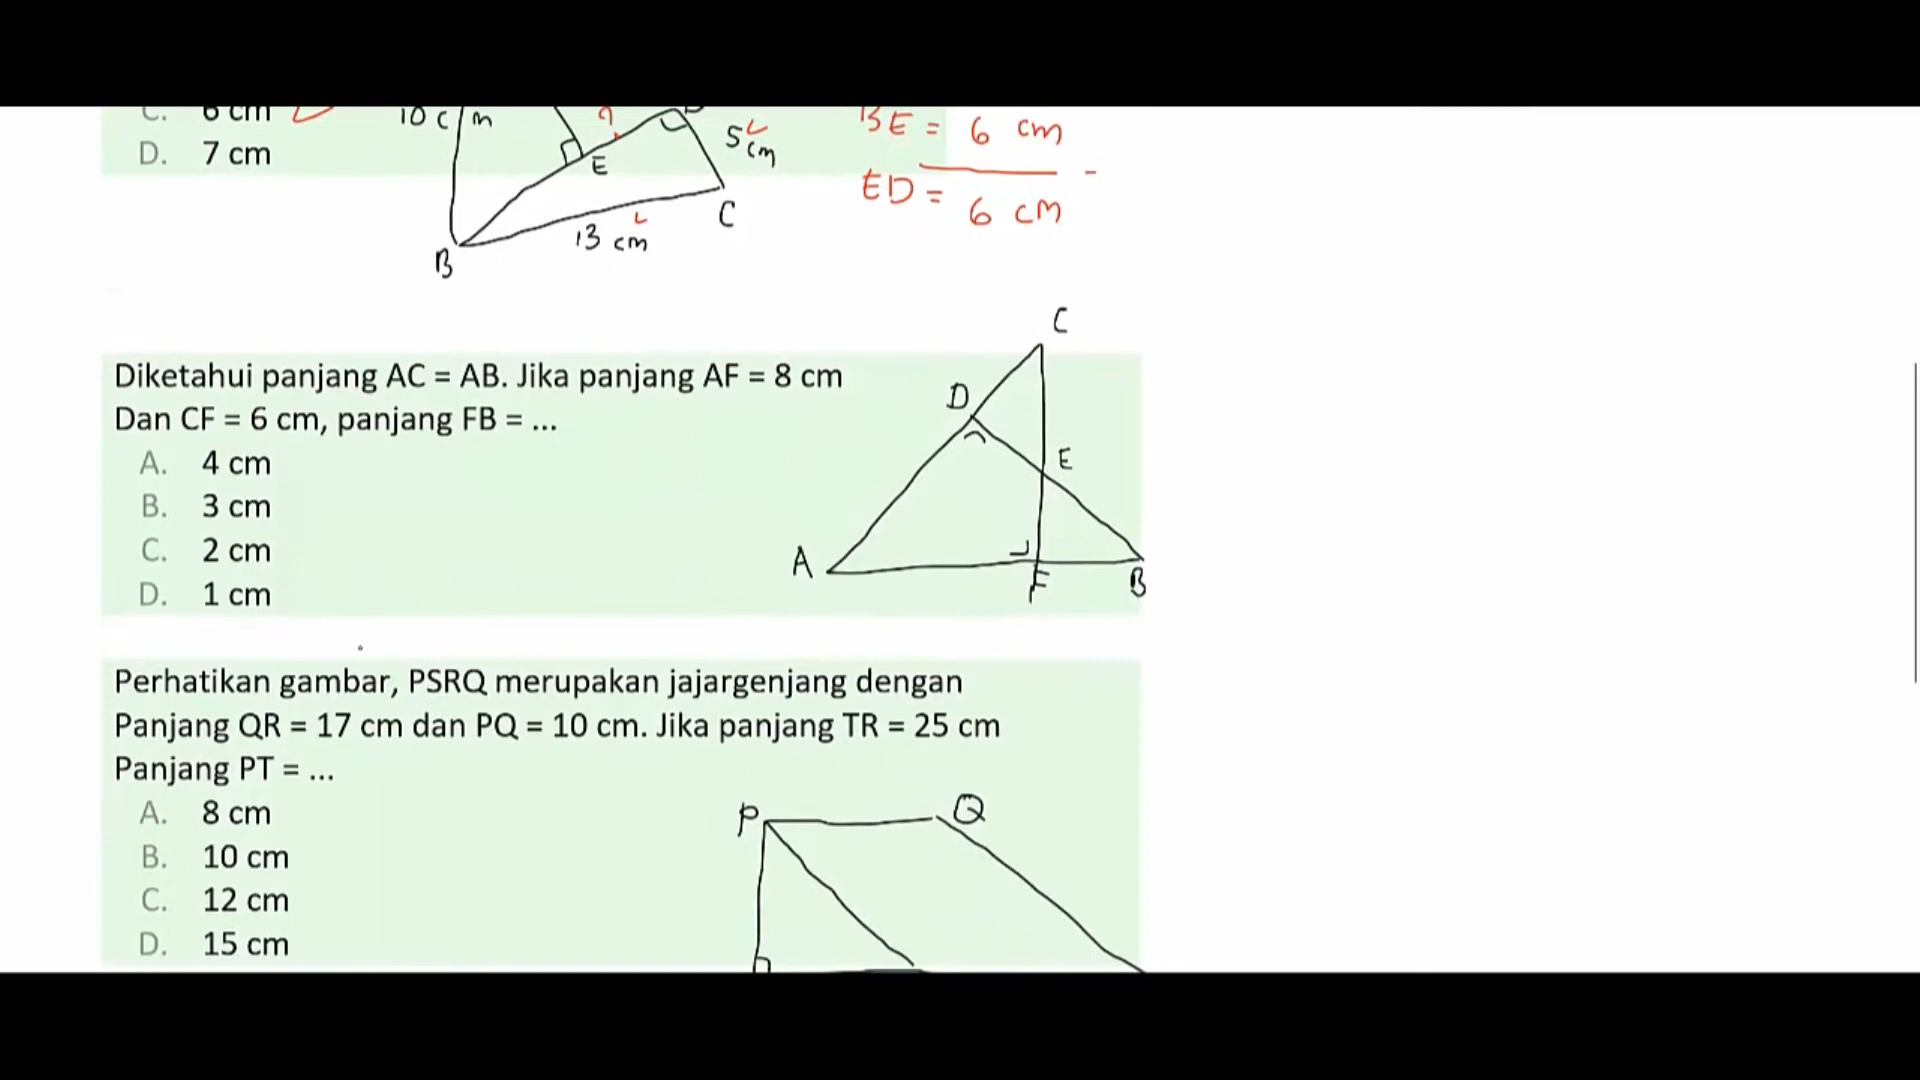 C. 6 cm
10 cm
?
5 cm
BE = 6 cm
D. 7 cm
E
ED = 6 cm
-
C
13 cm
B
C
Diketahui panjang AC = AB. Jika panjang AF = 8 cm
D
Dan CF = 6 cm, panjang FB = ...
A. 4 cm
E
B. 3 cm
C. 2 cm
A
F
B
D. 1 cm
Perhatikan gambar, PSRQ merupakan jajargenjang dengan
Panjang QR = 17 cm dan PQ = 10 cm. Jika panjang TR = 25 cm
Panjang PT = ...
A. 8 cm
P
Q
B. 10 cm
C. 12 cm
D. 15 cm